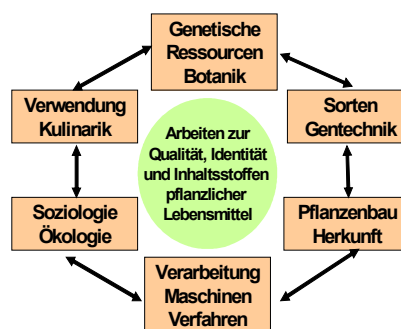 Genetische
Ressourcen
Botanik
Verwendung
Kulinarik
Sorten
Gentechnik
Arbeiten zur
Qualität, Identität
und Inhaltsstoffen
pflanzlicher
Lebensmittel
Soziologie
Ökologie
Pflanzenbau
Herkunft
Verarbeitung
Maschinen
Verfahren